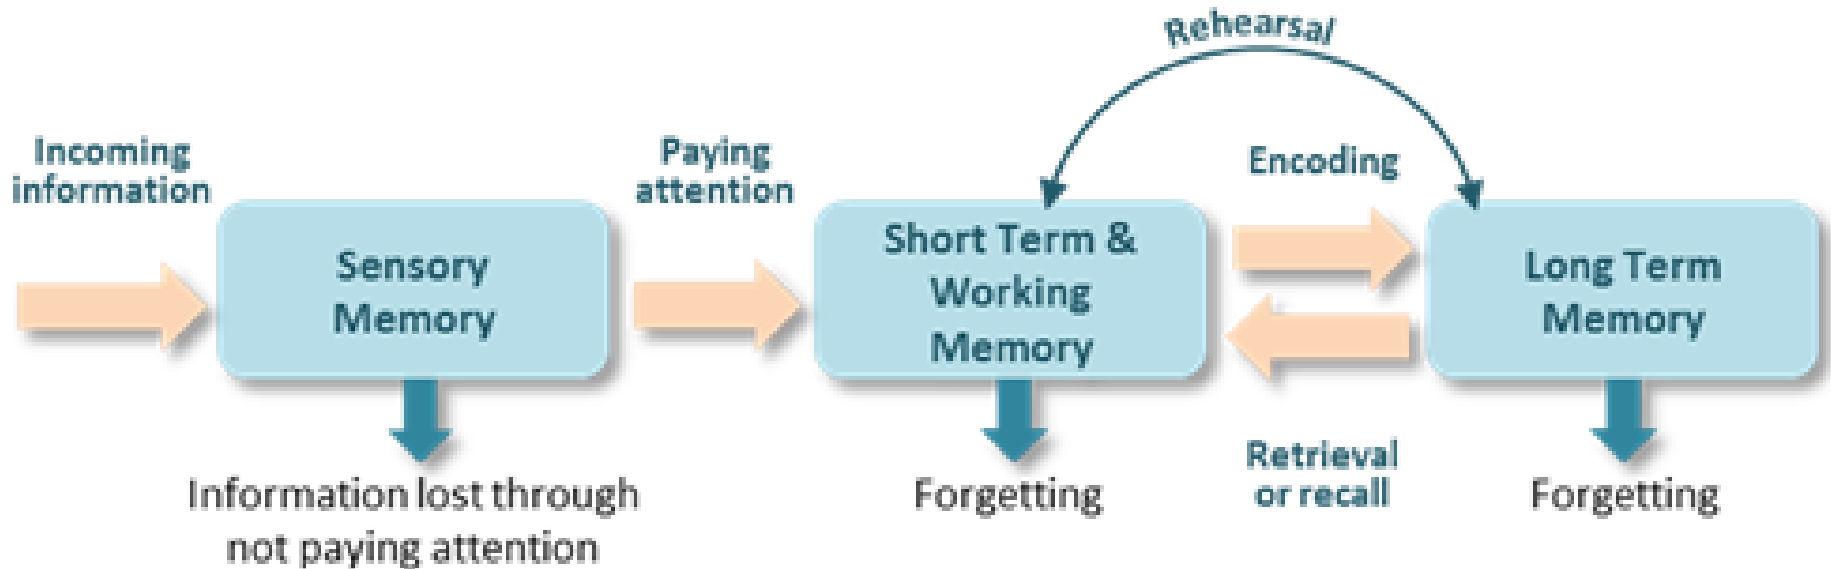 Rehearsal
Incoming
information
Paying
attention
Encoding
Sensory
Memory
Short Term &
Working
Memory
Long Term
Memory
Retrieval
or recall
Information lost through
not paying attention
Forgetting
Forgetting